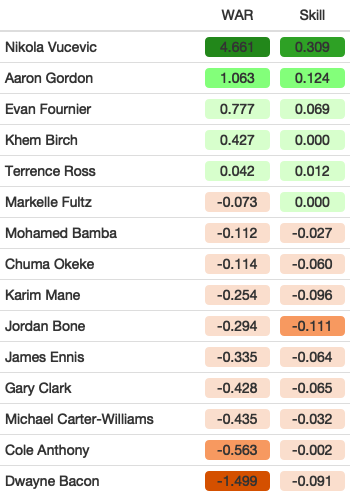 WAR Skill
Nikola Vucevic 4.661 0.309
Aaron Gordon 1.063 0.124
Evan Fournier 0.777 0.069
Khem Birch 0.427 0.000
Terrence Ross 0.042 0.012
Markelle Fultz -0.073 0.000
Mohamed Bamba -0.112 -0.027
Chuma Okeke -0.114 -0.060
Karim Mane -0.254 -0.096
Jordan Bone -0.294 -0.111
James Ennis -0.335 -0.064
Gary Clark -0.428 -0.065
Michael Carter-Williams -0.435 -0.032
Cole Anthony -0.563 -0.002
Dwayne Bacon -1.499 -0.091